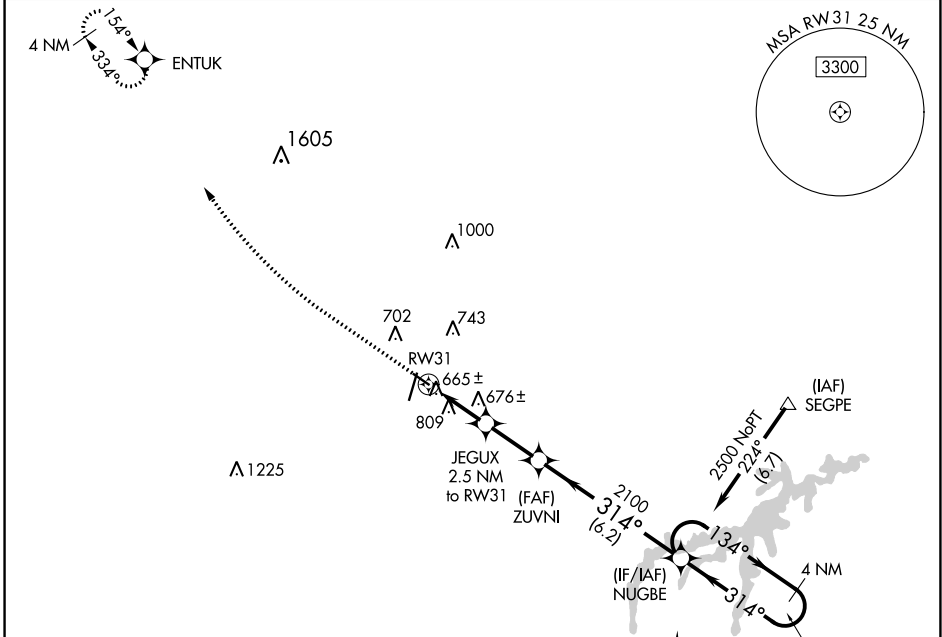 154°
4 NM
334°
ENTUK
MSA RW31 25 NM
3300
1605
1000
702
743
RW31
665±
676±
809
(IAF)
SEGPE
1225
JEGUX
2.5 NM
to RW31
(FAF)
ZUVNI
2500 NoPT
224°
(6.7)
2100
314°
(6.2)
134°
4 NM
(IF/IAF)
NUGBE
314°